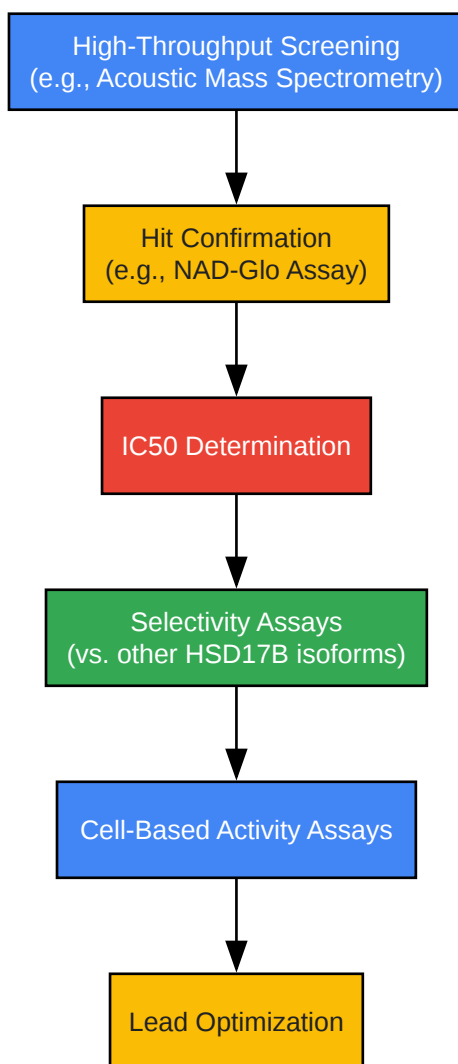 High-Throughput Screening
(e.g., Acoustic Mass Spectrometry)
Hit Confirmation
(e.g., NAD-Glo Assay)
IC50 Determination
Selectivity Assays
(vs. other HSD17B isoforms)
Cell-Based Activity Assays
Lead Optimization